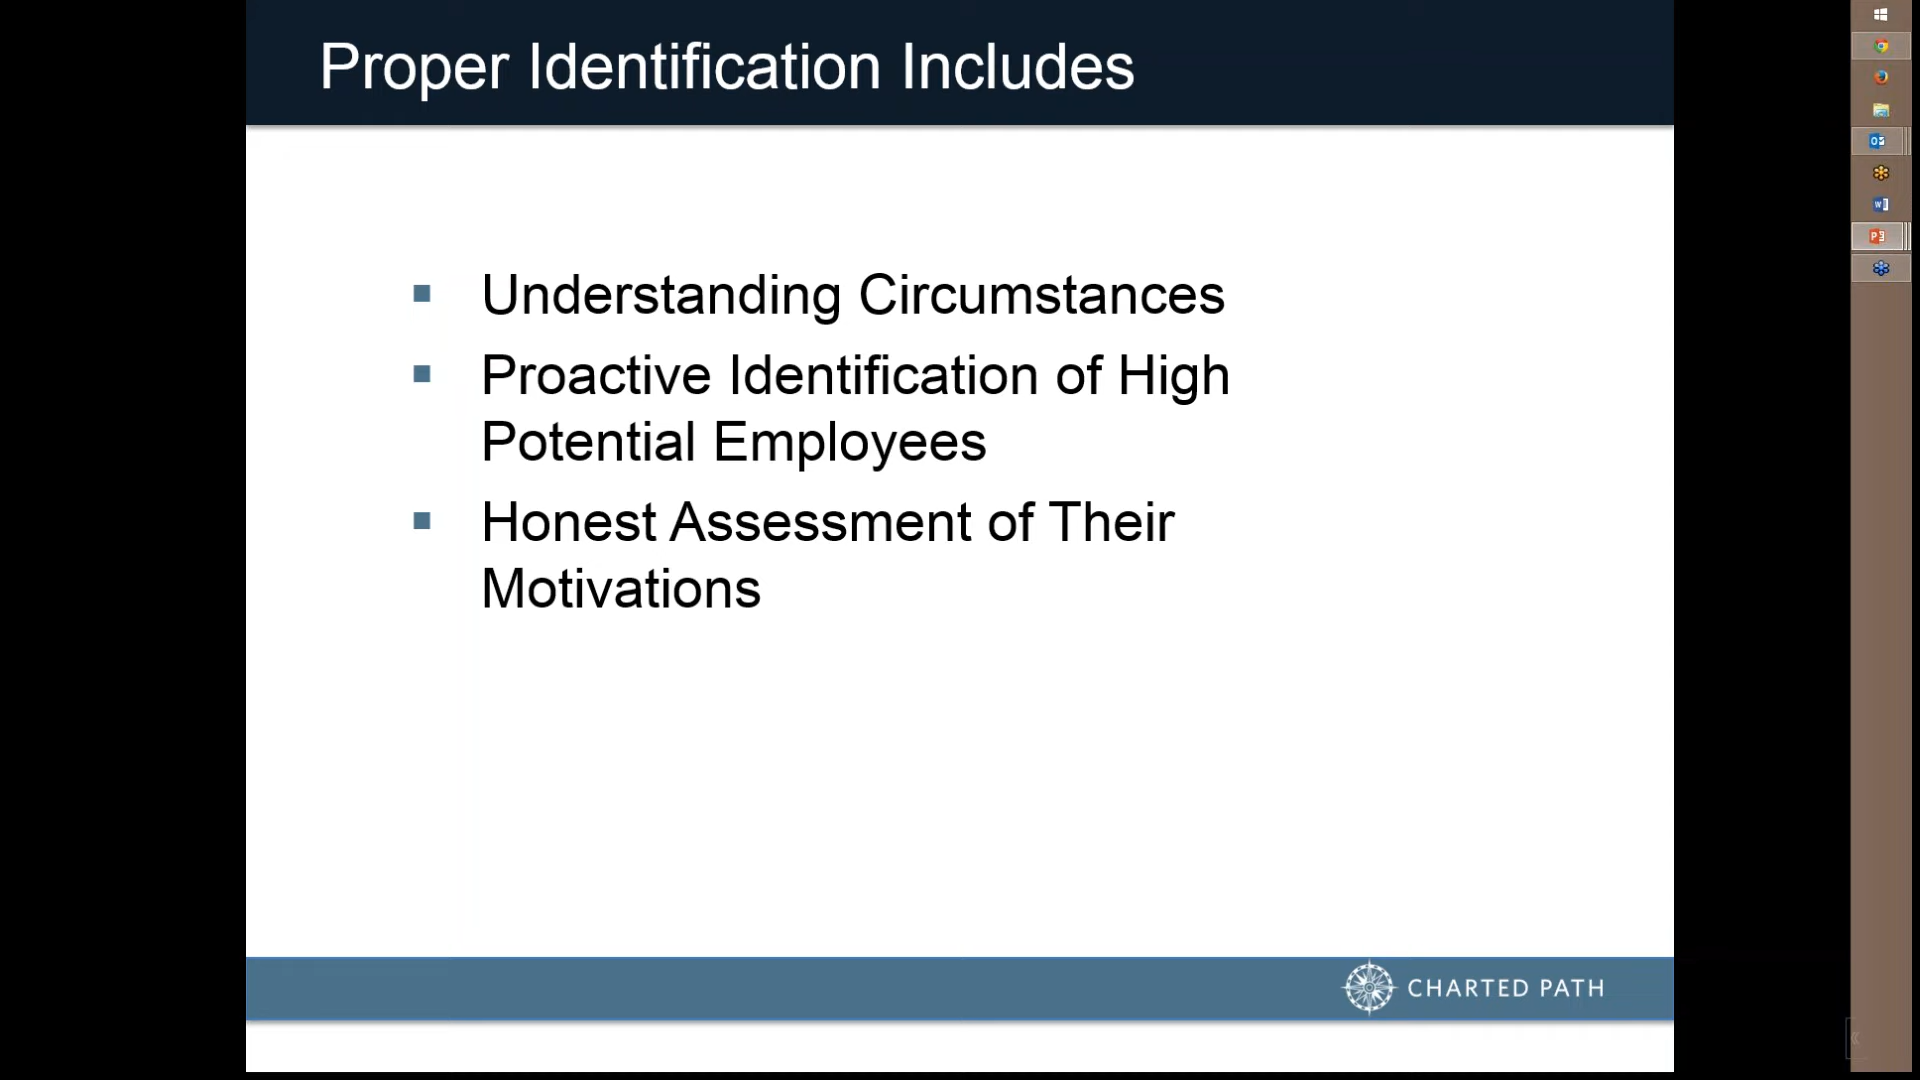 Proper Identification Includes
▪ Understanding Circumstances
▪ Proactive Identification of High
Potential Employees
▪ Honest Assessment of Their
Motivations
CHARTED PATH